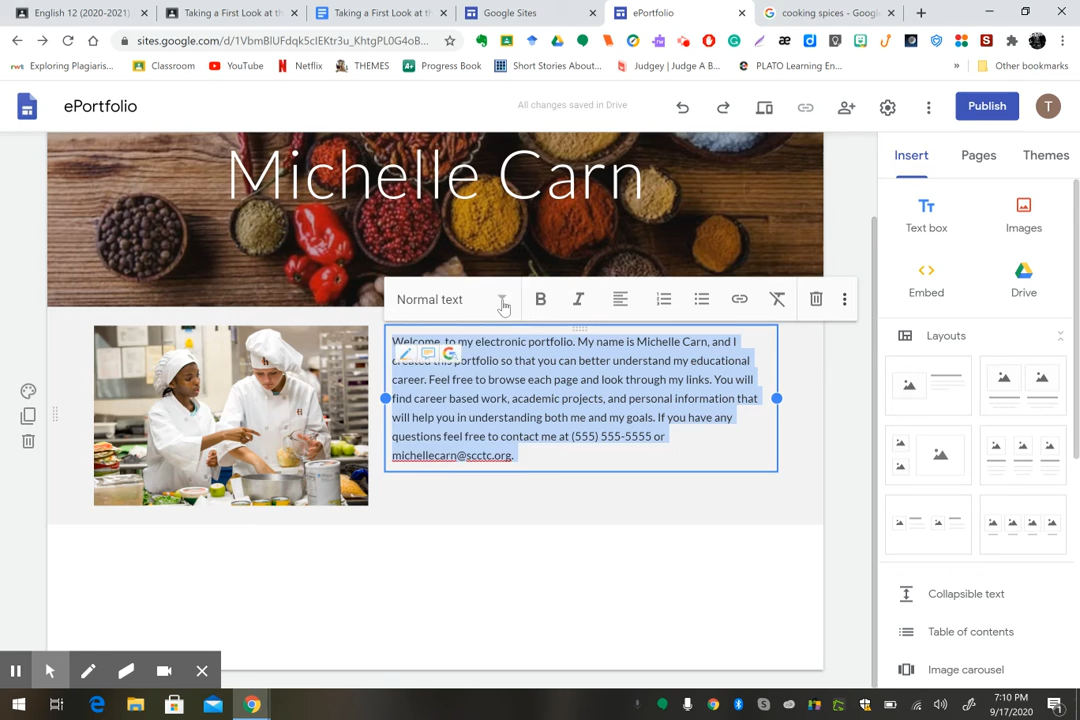 English 12 (2020-2021)
Taking a First Look at th
Taking a First Look at th
Google Sites
ePortfolio
cooking spices - Googl
sites.google.com/d/1VbmBlUFdqk5cIEKtr3u_KhtgPL0G4oB...
Exploring Plagiaris...
Classroom
YouTube
Netflix
THEMES
Progress Book
Short Stories About...
Judgey | Judge A B...
PLATO Learning En...
»
Other bookmarks
ePortfolio
All changes saved in Drive
Publish
T
Michelle Carn
Insert
Pages
Themes
Text box
Images
Embed
Drive
Normal text
B
I
Welcome, to my electronic portfolio. My name is Michelle Carn, and I
created this portfolio so that you can better understand my educational
career. Feel free to browse each page and look through my links. You will
find career based work, academic projects, and personal information that
will help you in understanding both me and my goals. If you have any
questions feel free to contact me at (555) 555-5555 or
michellecarn@scctc.org.
Layouts
Collapsible text
Table of contents
Image carousel
7:10 PM
9/17/2020